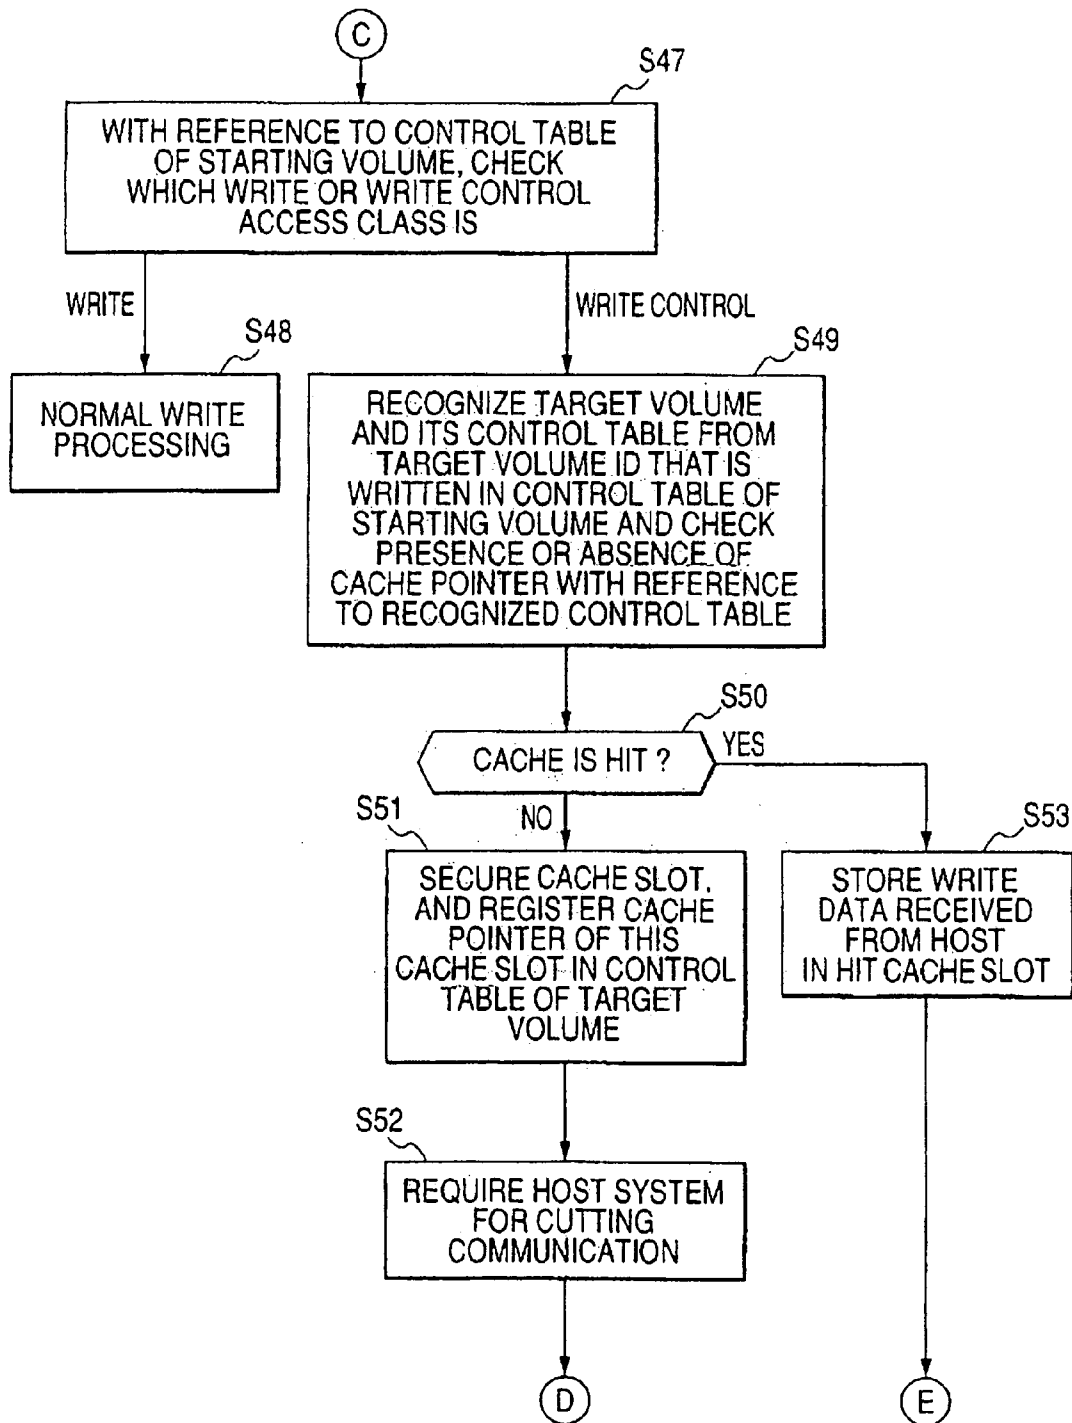 C
S47
WITH REFERENCE TO CONTROL TABLE
OF STARTING VOLUME, CHECK
WHICH WRITE OR WRITE CONTROL
ACCESS CLASS IS
WRITE
WRITE CONTROL
S48
NORMAL WRITE
PROCESSING
S49
RECOGNIZE TARGET VOLUME
AND ITS CONTROL TABLE FROM
TARGET VOLUME ID THAT IS
WRITTEN IN CONTROL TABLE OF
STARTING VOLUME AND CHECK
PRESENCE OR ABSENCE OF
CACHE POINTER WITH REFERENCE
TO RECOGNIZED CONTROL TABLE
S50
CACHE IS HIT ?
YES
NO
S51
SECURE CACHE SLOT,
AND REGISTER CACHE
POINTER OF THIS
CACHE SLOT IN CONTROL
TABLE OF TARGET
VOLUME
S53
STORE WRITE
DATA RECEIVED
FROM HOST
IN HIT CACHE SLOT
S52
REQUIRE HOST SYSTEM
FOR CUTTING
COMMUNICATION
D
E